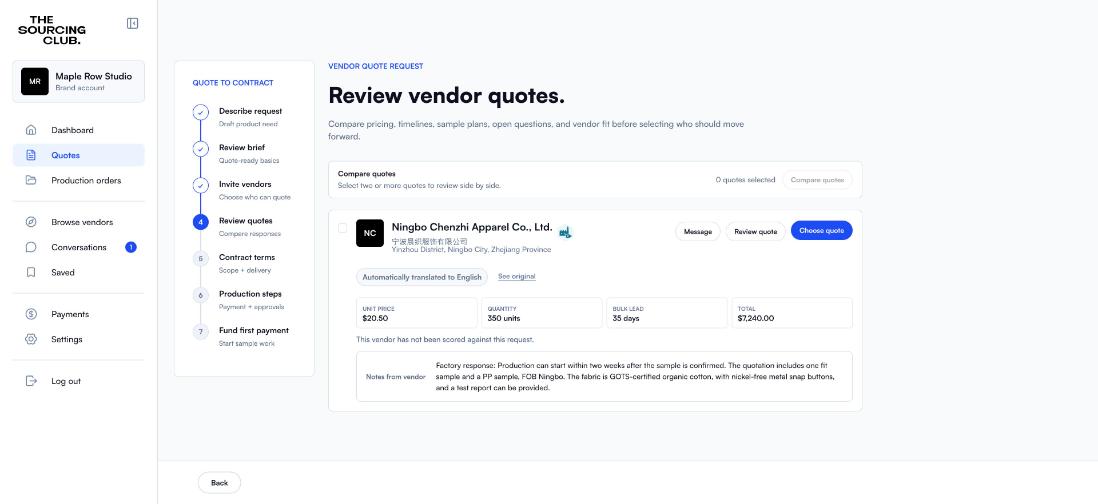 THE
SOURCING
CLUB.
MR
Maple Row Studio
Brand account
Dashboard
Quotes
Production orders
Browse vendors
Conversations 1
Saved
Payments
Settings
Log out
QUOTE TO CONTRACT
Describe request
Draft product need
Review brief
Quote-ready basics
Invite vendors
Choose who can quote
4 Review quotes
Compare responses
5 Contract terms
Scope + delivery
6 Production steps
Payment + approvals
7 Fund first payment
Start sample work
VENDOR QUOTE REQUEST
Review vendor quotes.
Compare pricing, timelines, sample plans, open questions, and vendor fit before selecting who should move
forward.
Compare quotes
Select two or more quotes to review side by side.
0 quotes selected
Compare quotes
NC
Ningbo Chenzhi Apparel Co., Ltd.
宁波晨织服饰有限公司
Yinzhou District, Ningbo City, Zhejiang Province
Message
Review quote
Choose quote
Automatically translated to English
See original
UNIT PRICE
$20.50
QUANTITY
350 units
BULK LEAD
35 days
TOTAL
$7,240.00
This vendor has not been scored against this request.
Notes from vendor
Factory response: Production can start within two weeks after the sample is confirmed. The quotation includes one fit
sample and a PP sample, FOB Ningbo. The fabric is GOTS-certified organic cotton, with nickel-free metal snap buttons,
and a test report can be provided.
Back